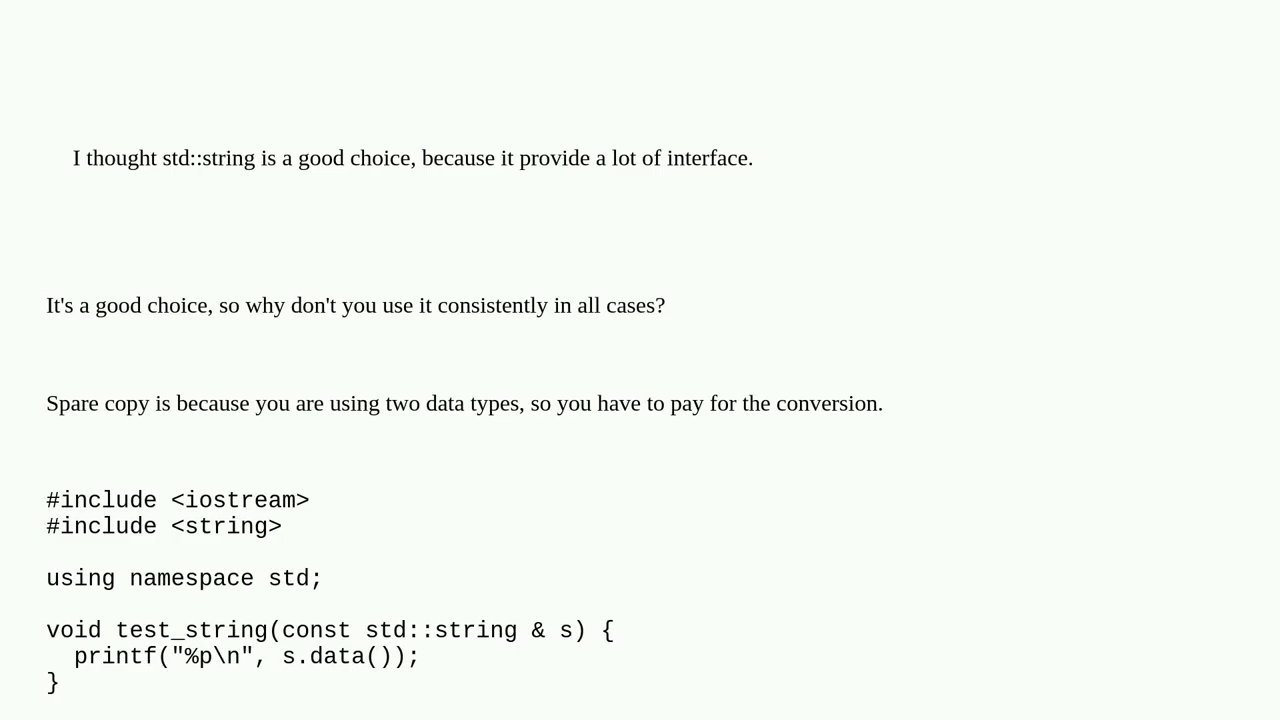 I thought std::string is a good choice, because it provide a lot of interface.
It's a good choice, so why don't you use it consistently in all cases?
Spare copy is because you are using two data types, so you have to pay for the conversion.
#include <iostream>
#include <string>
using namespace std;
void test_string(const std::string & s) {
  printf("%p\n", s.data());
}